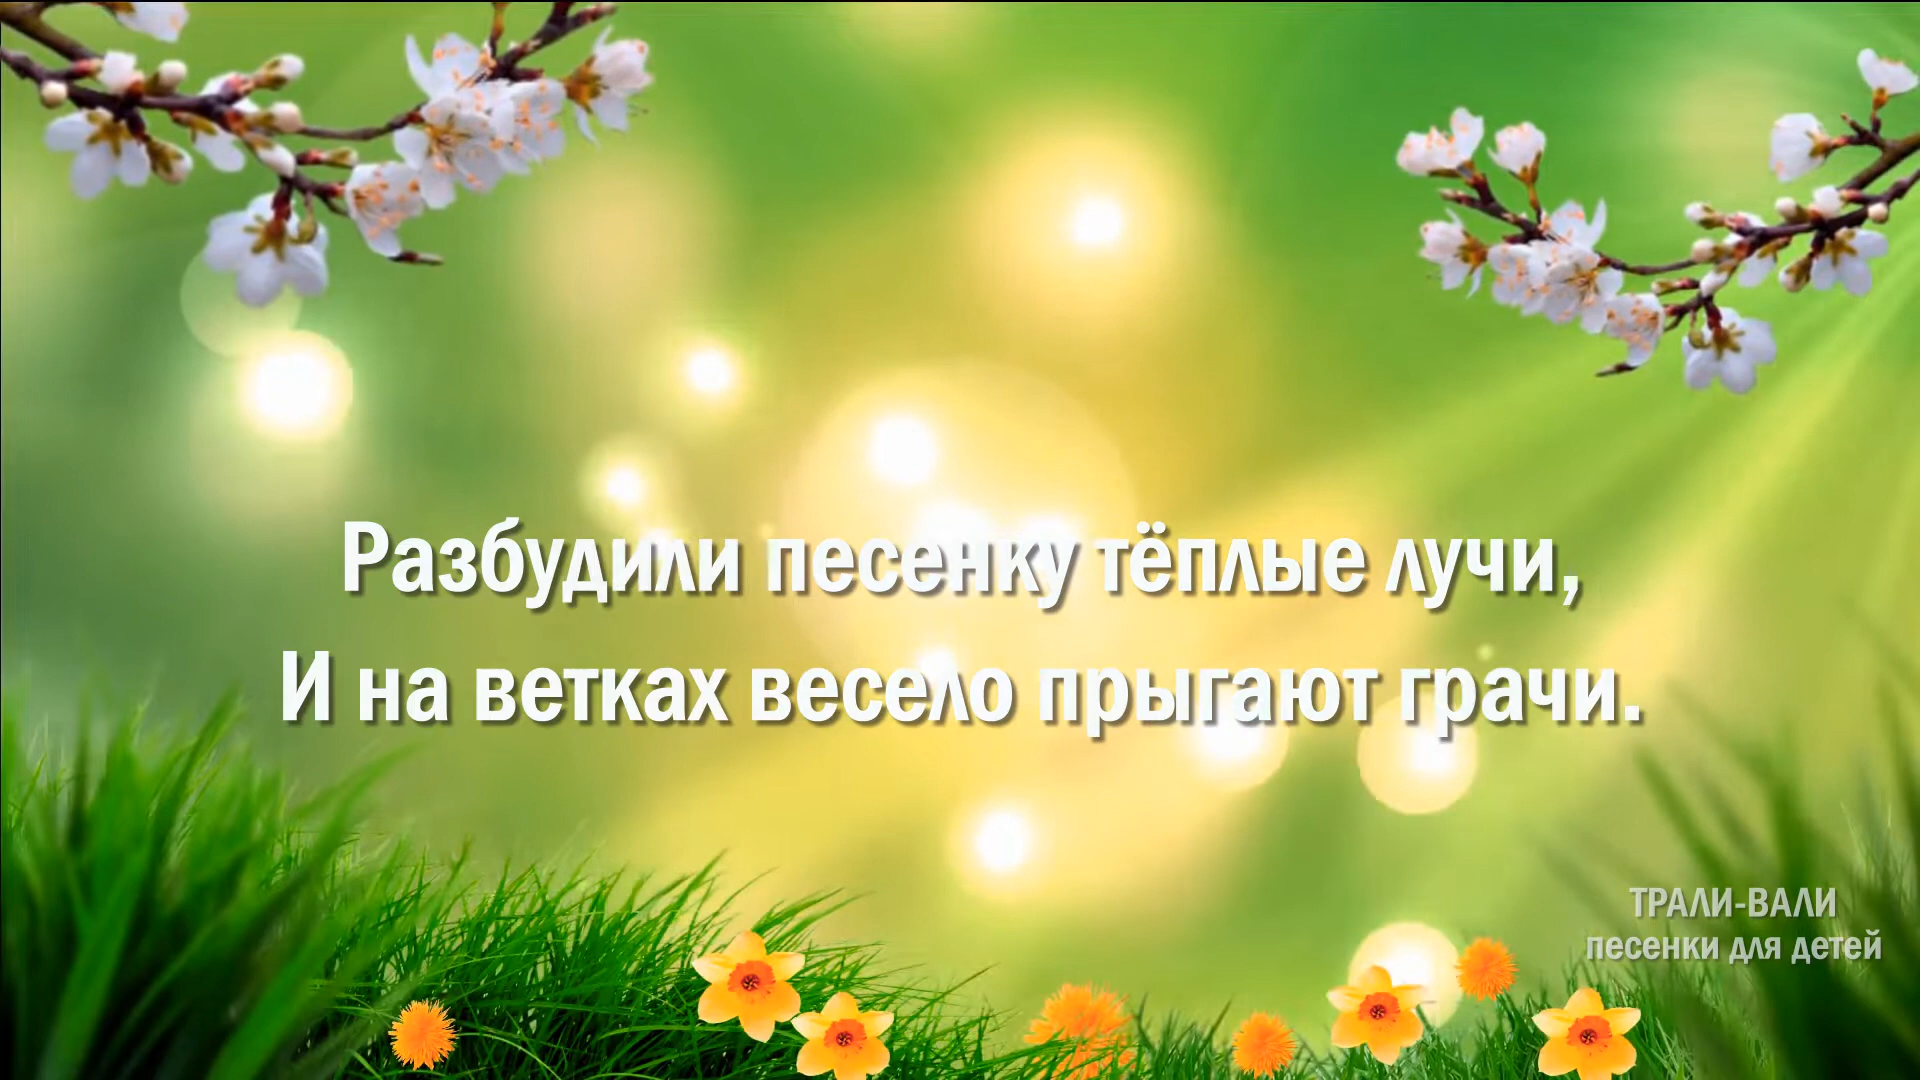 Разбудили песенку тёплые лучи,
И на ветках весело прыгают грачи.
ТРАЛИ-ВАЛИ
песенки для детей